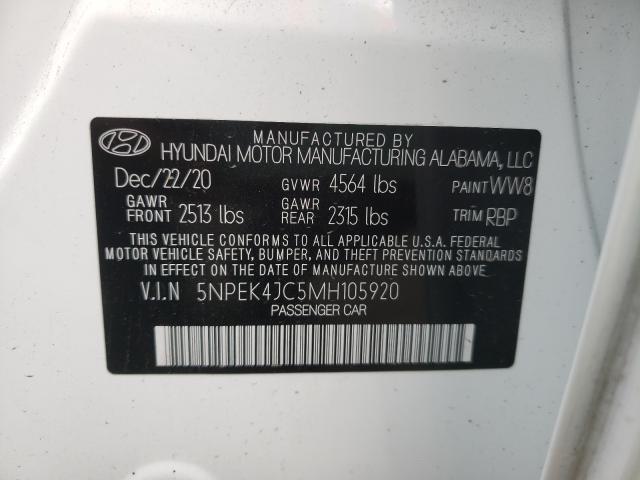 MANUFACTURED BY
HYUNDAI MOTOR MANUFACTURING ALABAMA, LLC
Dec/22/20 GVWR 4564 lbs PAINT WW8
GAWR FRONT 2513 lbs GAWR REAR 2315 lbs TRIM RBP
THIS VEHICLE CONFORMS TO ALL APPLICABLE U.S.A. FEDERAL
MOTOR VEHICLE SAFETY, BUMPER, AND THEFT PREVENTION STANDARDS
IN EFFECT ON THE DATE OF MANUFACTURE SHOWN ABOVE.
V.I.N 5NPEK4JC5MH105920
PASSENGER CAR